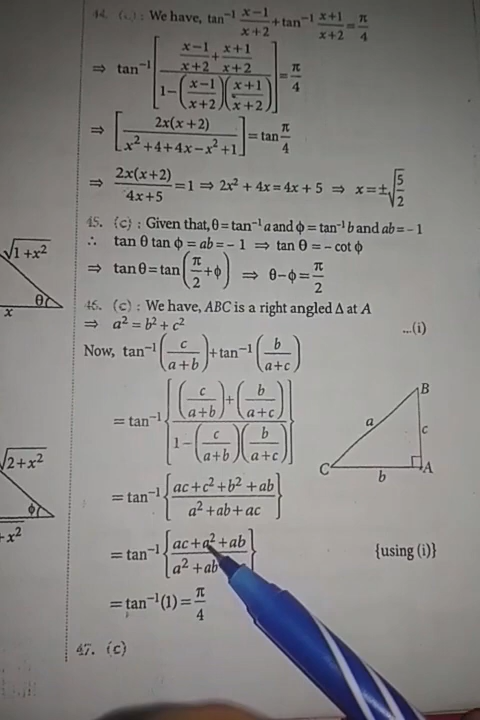 44. (c) : We have, tan⁻¹ (x−1)/(x+2) + tan⁻¹ (x+1)/(x+2) = π/4
⇒ tan⁻¹ [ ((x−1)/(x+2) + (x+1)/(x+2)) / (1−((x−1)/(x+2))((x+1)/(x+2))) ] = π/4
⇒ [ 2x(x+2) / (x²+4+4x−x²+1) ] = tan π/4
⇒ 2x(x+2)/(4x+5) = 1 ⇒ 2x² + 4x = 4x + 5 ⇒ x = ±√(5/2)
45. (c) : Given that, θ = tan⁻¹ a and ϕ = tan⁻¹ b and ab = − 1
∴ tan θ tan ϕ = ab = − 1 ⇒ tan θ = − cot ϕ
⇒ tan θ = tan(π/2 + ϕ) ⇒ θ − ϕ = π/2
46. (c) : We have, ABC is a right angled Δ at A
⇒ a² = b² + c² ...(i)
Now, tan⁻¹(c/(a+b)) + tan⁻¹(b/(a+c))
= tan⁻¹ { ((c/(a+b)) + (b/(a+c))) / (1−(c/(a+b))(b/(a+c))) }
= tan⁻¹ { (ac + c² + b² + ab) / (a² + ab + ac) }
= tan⁻¹ { (ac + a² + ab) / (a² + ab } {using (i)}
= tan⁻¹(1) = π/4
47. (c)
√1+x²
θ
x
√2+x²
ϕ
+x²
B
a
c
C
b
A